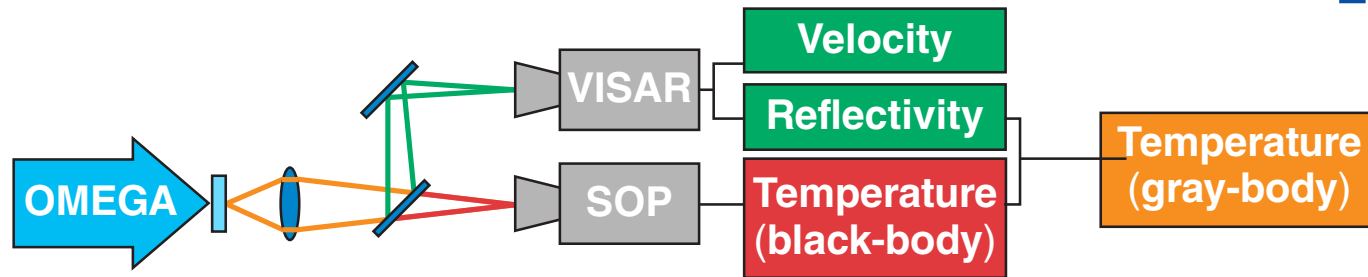 OMEGA
VISAR
SOP
Velocity
Reflectivity
Temperature
(black-body)
Temperature
(gray-body)